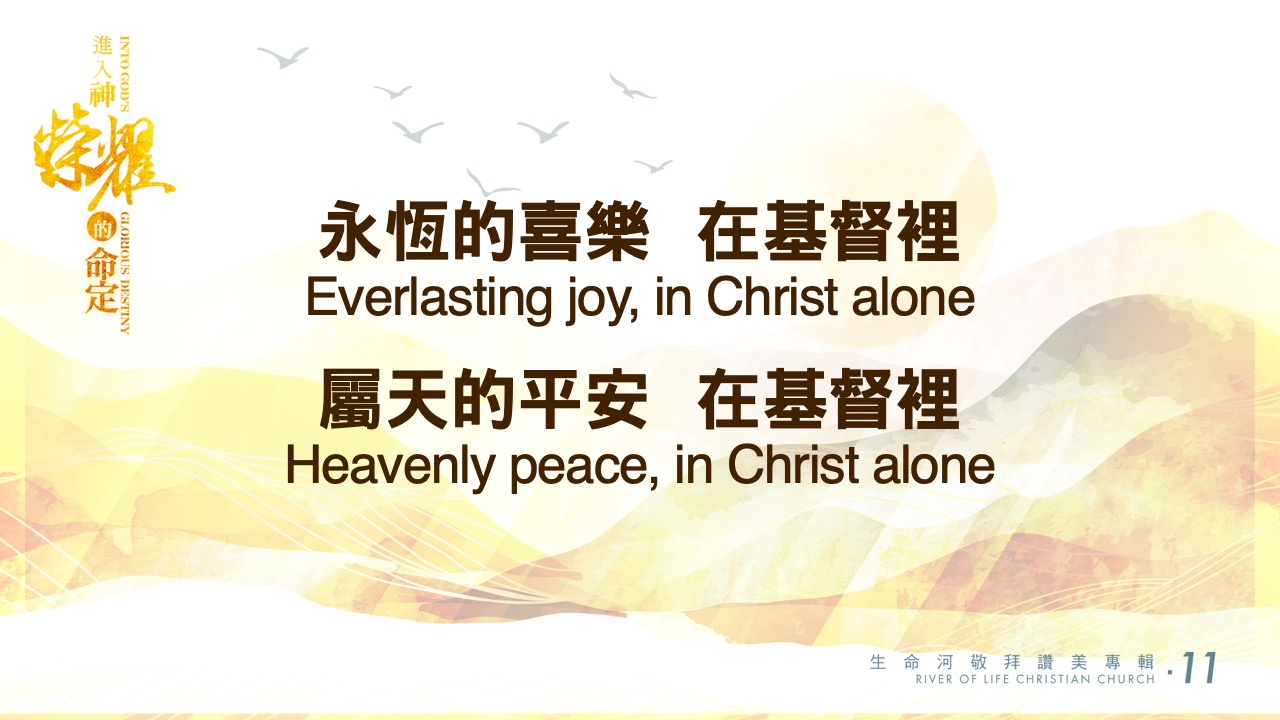 進入神
榮耀
的
命定
INTO GOD'S
GLORIOUS DESTINY
永恆的喜樂 在基督裡
Everlasting joy, in Christ alone
屬天的平安 在基督裡
Heavenly peace, in Christ alone
生命河敬拜讚美專輯
RIVER OF LIFE CHRISTIAN CHURCH
·11